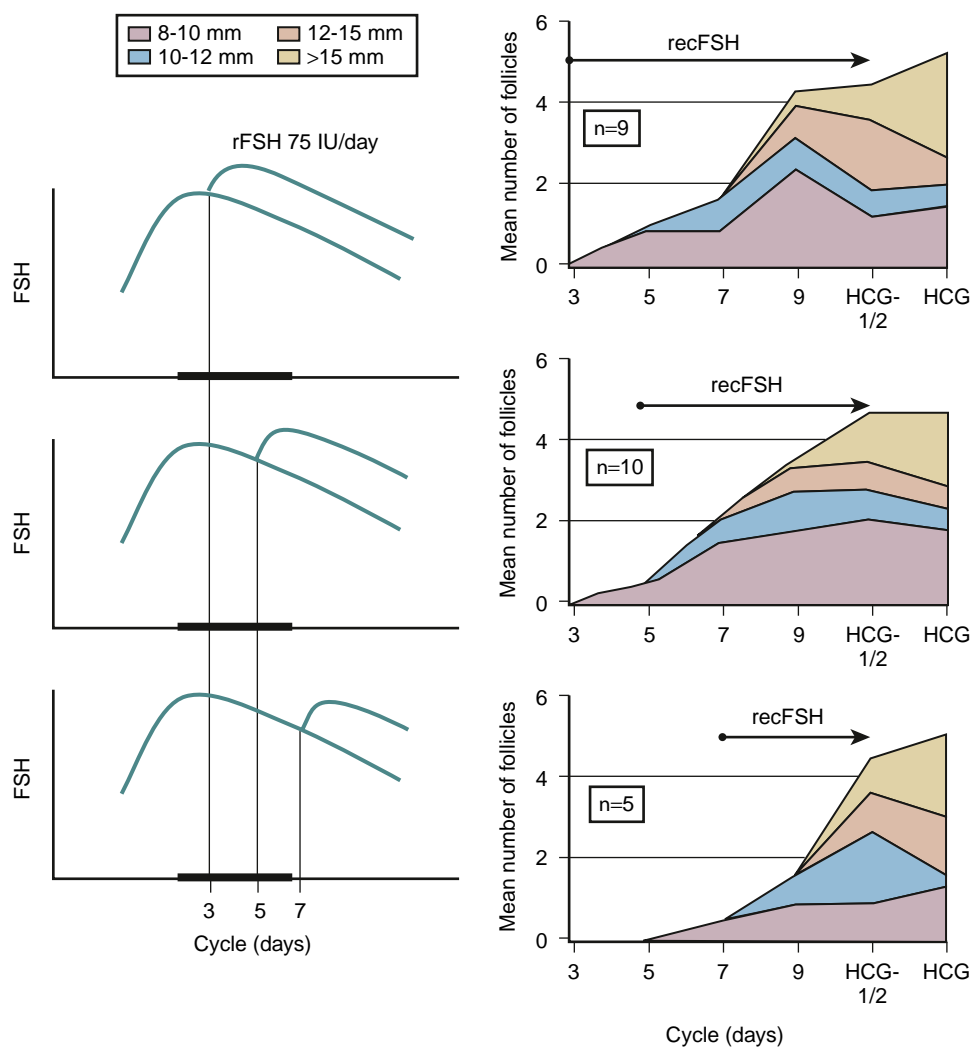 8-10 mm 12-15 mm
10-12 mm >15 mm
rFSH 75 IU/day
FSH
FSH
FSH
3 5 7
Cycle (days)
Mean number of follicles
6
4
2
0
recFSH
n=9
3 5 7 9 HCG- HCG
1/2
Mean number of follicles
6
4
2
0
recFSH
n=10
3 5 7 9 HCG- HCG
1/2
Mean number of follicles
6
4
2
0
recFSH
n=5
3 5 7 9 HCG- HCG
1/2
Cycle (days)